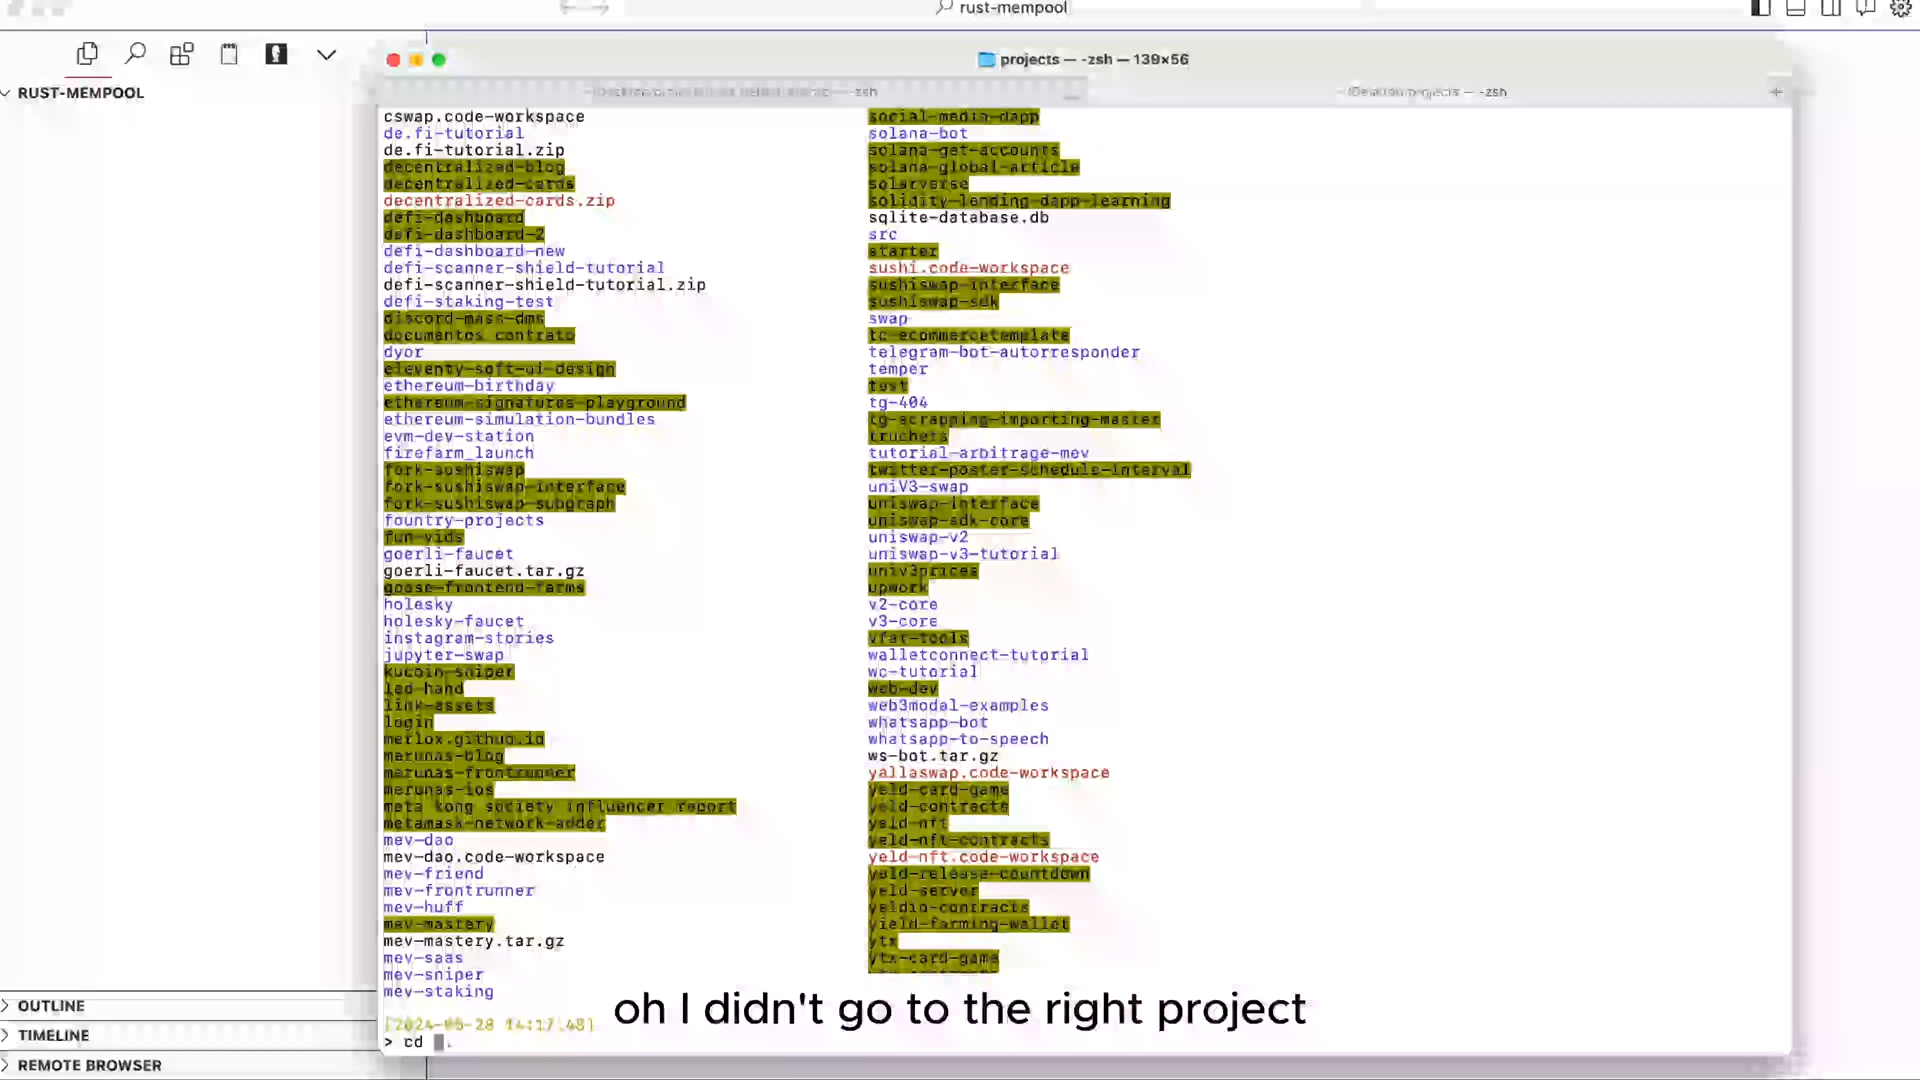 rust-mempool
projects — -zsh — 139×56
-zsh
projects — -zsh
RUST-MEMPOOL
cswap.code-workspace
de.fi-tutorial
de.fi-tutorial.zip
decentralized-blog
decentralized-cards
decentralized-cards.zip
defi-dashboard
defi-dashboard-2
defi-dashboard-new
defi-scanner-shield-tutorial
defi-scanner-shield-tutorial.zip
defi-staking-test
discord-mass-dms
documentos contrato
dyor
eleventy-soft-ui-design
ethereum-birthday
ethereum-signatures-playground
ethereum-simulation-bundles
evm-dev-station
firefarm_launch
fork-sushiswap
fork-sushiswap-interface
fork-sushiswap-subgraph
fountry-projects
fun-vids
goerli-faucet
goerli-faucet.tar.gz
goose-frontend-farms
holesky
holesky-faucet
instagram-stories
jupyter-swap
kucoin-sniper
led-hand
link-assets
login
merlox.github.io
merunas-blog
merunas-frontrunner
merunas-ios
meta kong society influencer report
metamask-network-adder
mev-dao
mev-dao.code-workspace
mev-friend
mev-frontrunner
mev-huff
mev-mastery
mev-mastery.tar.gz
mev-saas
mev-sniper
mev-staking
social-media-dapp
solana-bot
solana-get-accounts
solana-global-article
solarverse
solidity-lending-dapp-learning
sqlite-database.db
src
starter
sushi.code-workspace
sushiswap-interface
sushiswap-sdk
swap
tc-ecommercetemplate
telegram-bot-autorresponder
temper
test
tg-404
tg-scrapping-importing-master
truchets
tutorial-arbitrage-mev
twitter-poster-schedule-interval
uniV3-swap
uniswap-interface
uniswap-sdk-core
uniswap-v2
uniswap-v3-tutorial
univ3prices
upwork
v2-core
v3-core
vfat-tools
walletconnect-tutorial
wc-tutorial
web-dev
web3modal-examples
whatsapp-bot
whatsapp-to-speech
ws-bot.tar.gz
yallaswap.code-workspace
yeld-card-game
yeld-contracts
yeld-nft
yeld-nft-contracts
yeld-nft.code-workspace
yeld-release-countdown
yeld-server
yeldio-contracts
yield-farming-wallet
ytx
ytx-card-game
[2024-05-28 14:17.48]
> cd
oh I didn't go to the right project
OUTLINE
TIMELINE
REMOTE BROWSER